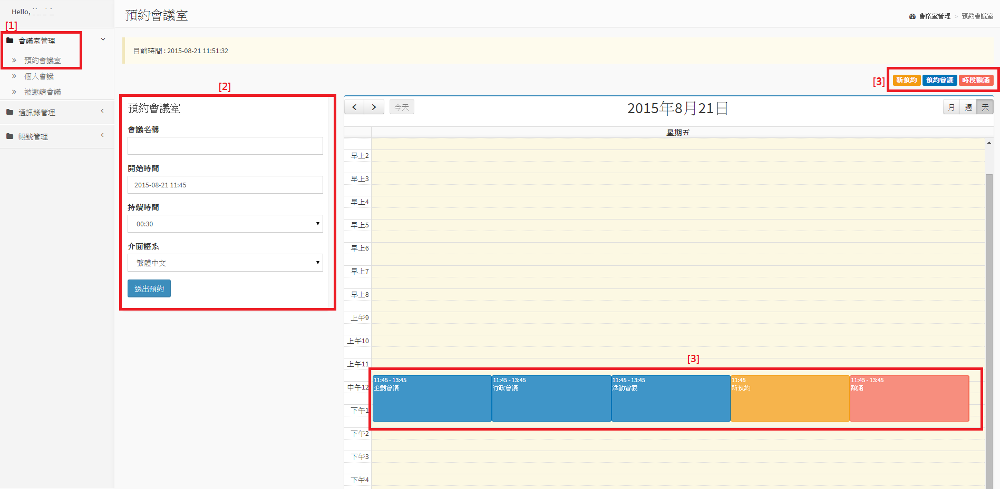 Hello,
[1]
會議室管理
預約會議室
個人會議
被邀請會議
通訊錄管理
帳號管理
預約會議室
會議室管理 > 預約會議室
目前時間 : 2015-08-21 11:51:32
[2]
預約會議室
會議名稱
開始時間
2015-08-21 11:45
持續時間
00:30
介面語系
繁體中文
送出預約
[3]
新預約 預約會議 時段額滿
今天
2015年8月21日
月 週 天
星期五
早上2
早上3
早上4
早上5
早上6
早上7
早上8
上午9
上午10
上午11
[3]
中午12
下午1
11:45 - 13:45
企劃會議
11:45 - 13:45
行政會議
11:45 - 13:45
活動會義
11:45
新預約
11:45 - 13:45
額滿
下午2
下午3
下午4